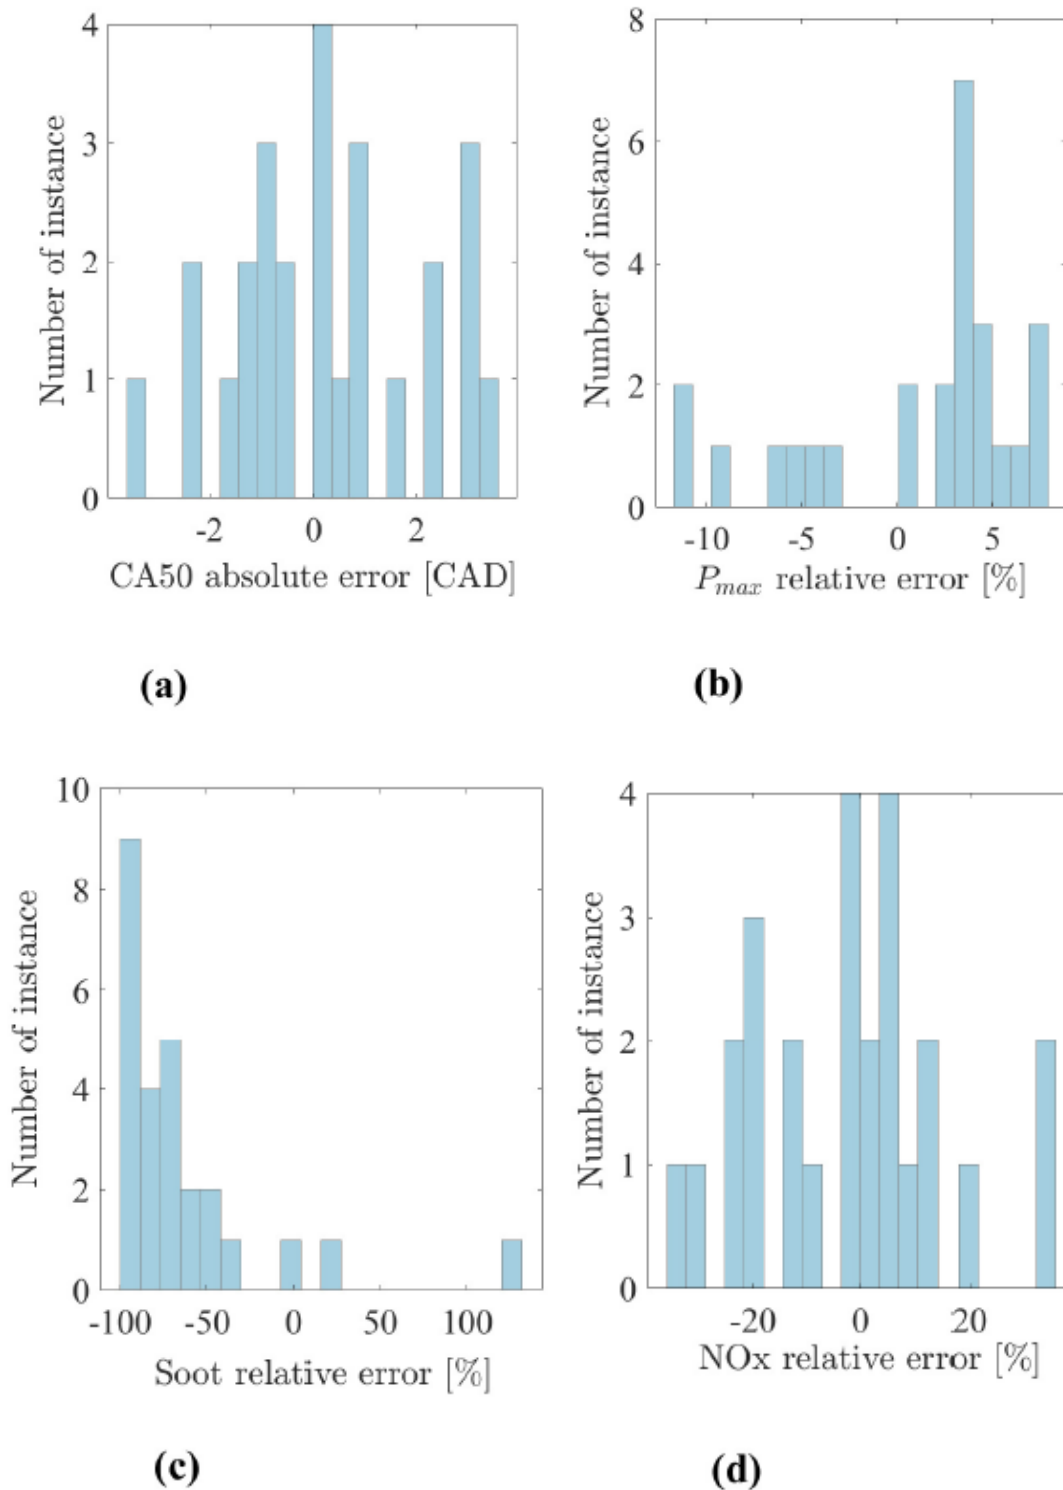 4
3
2
1
0
Number of instance
-2 0 2
CA50 absolute error [CAD]
(a)
8
6
4
2
0
Number of instance
-10 -5 0 5
Pmax relative error [%]
(b)
10
8
6
4
2
0
Number of instance
-100 -50 0 50 100
Soot relative error [%]
(c)
4
3
2
1
0
Number of instance
-20 0 20
NOx relative error [%]
(d)